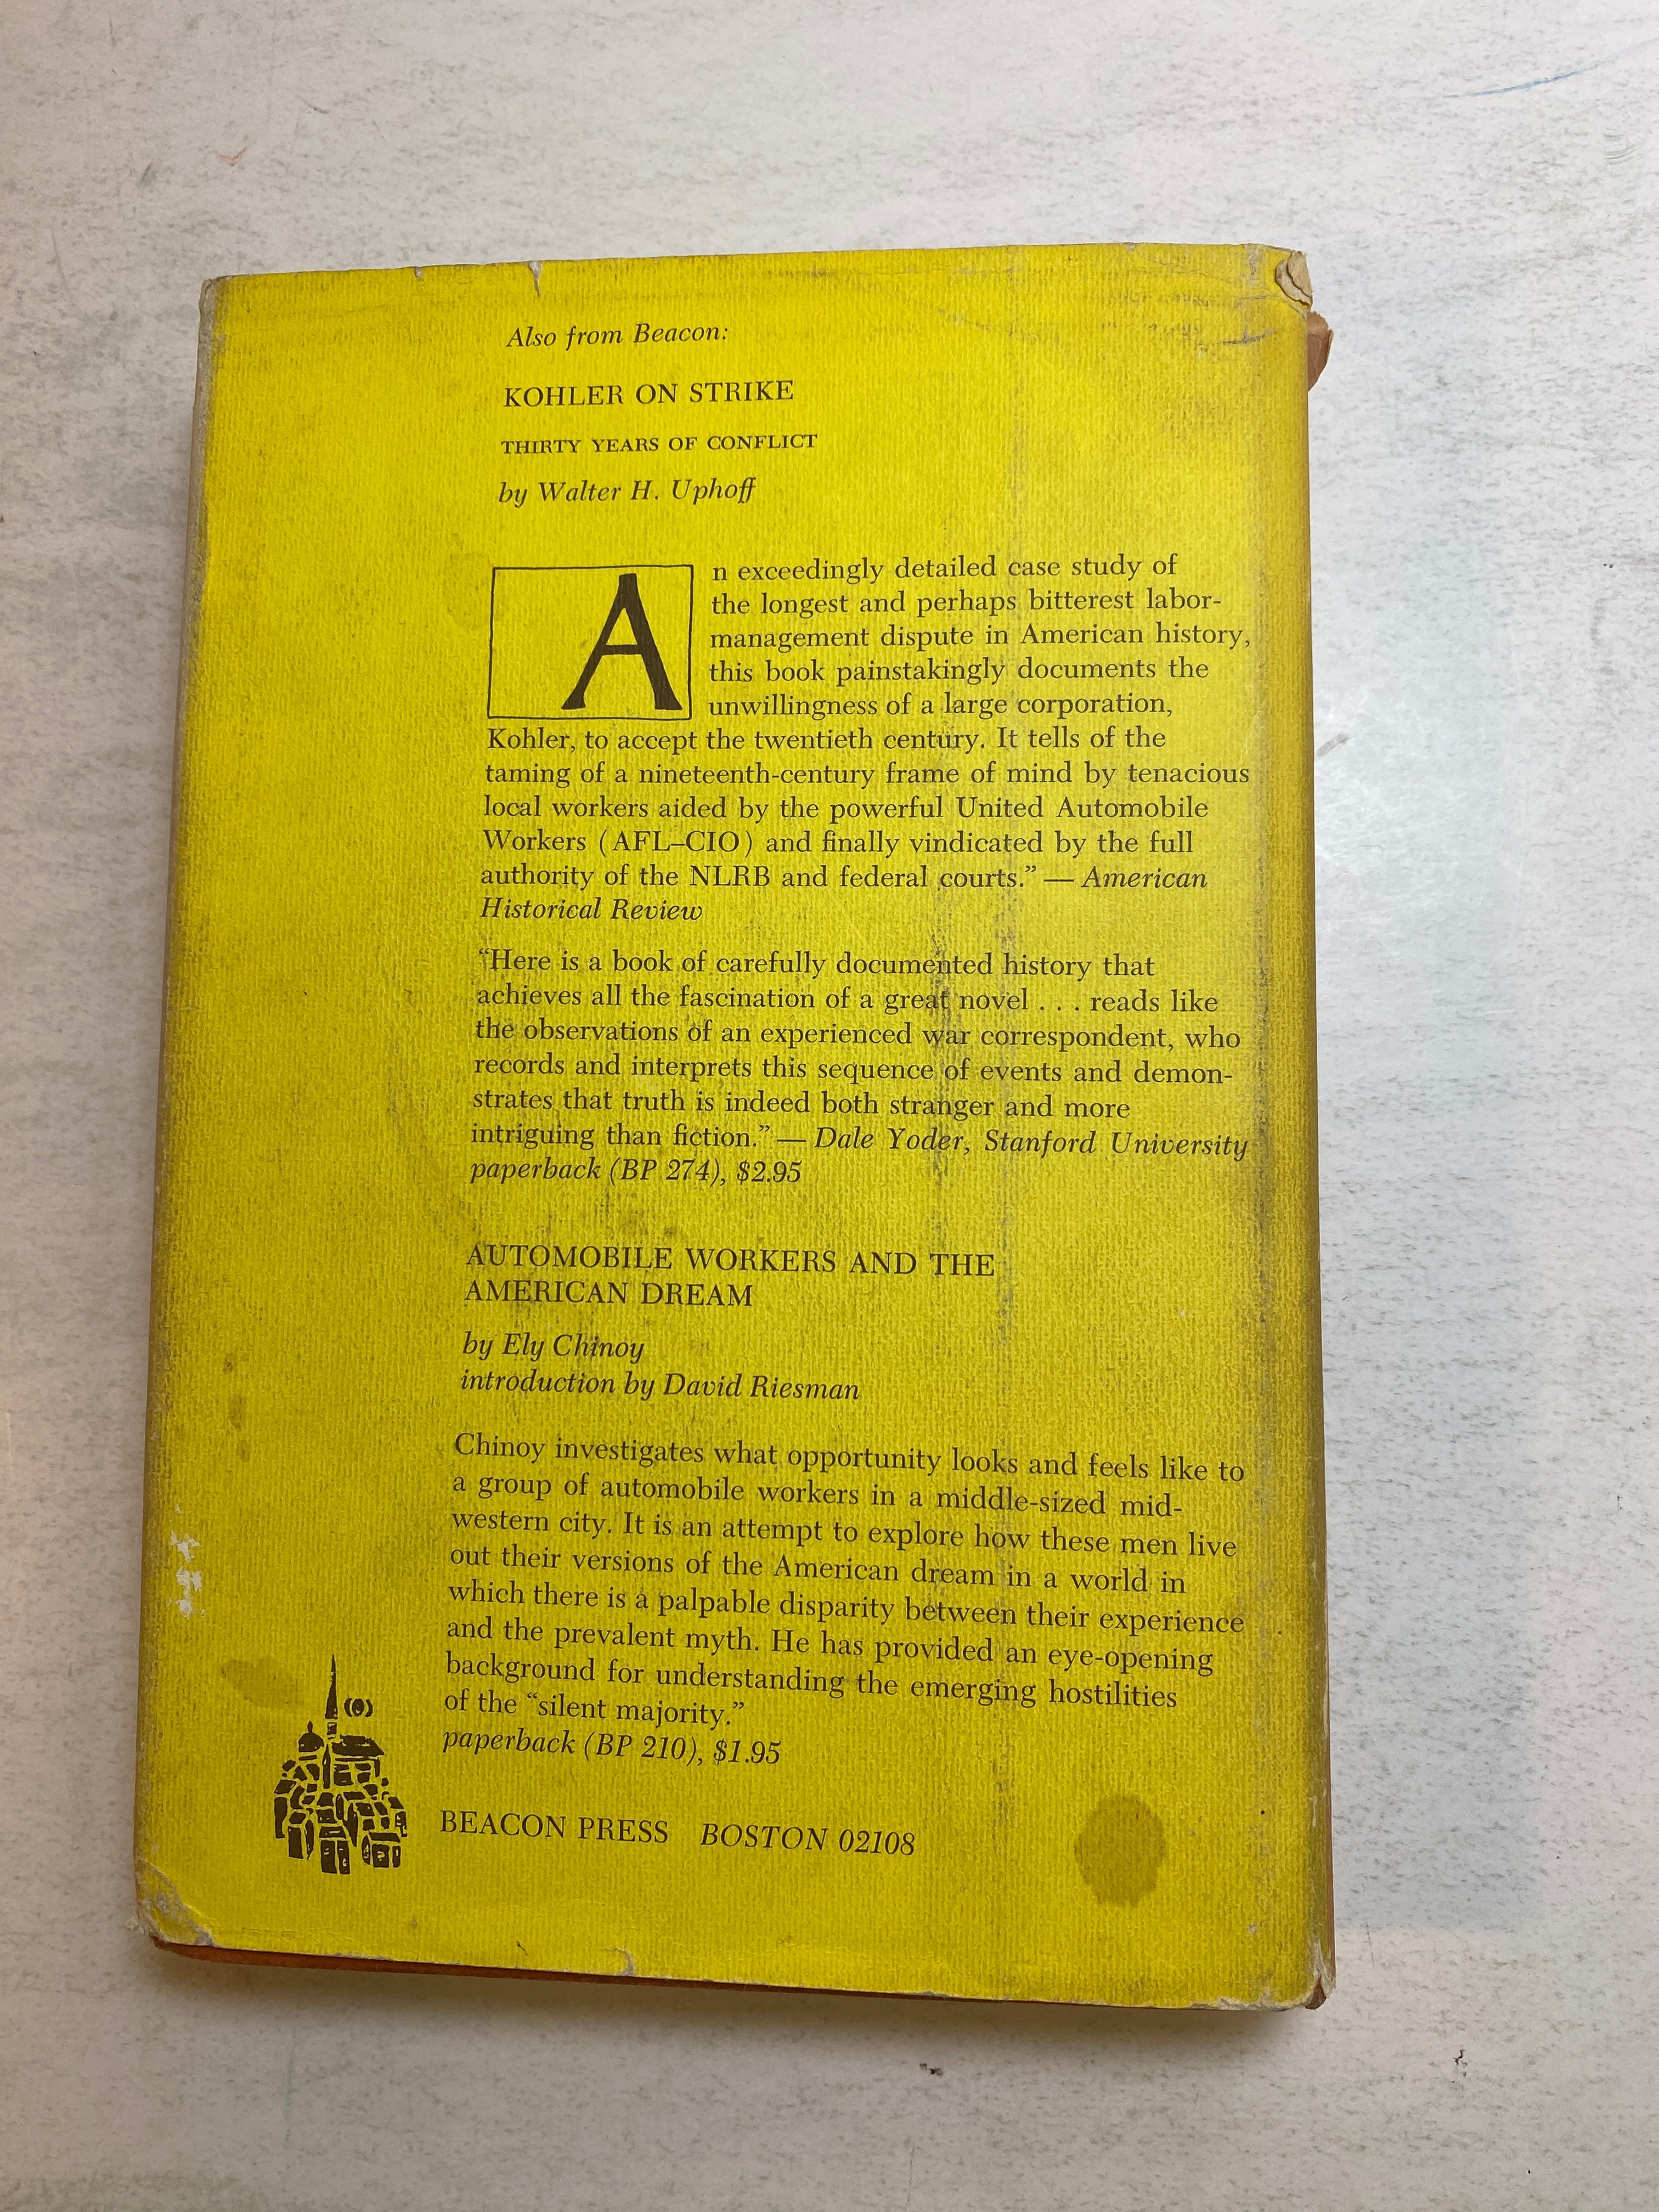 Also from Beacon:
KOHLER ON STRIKE
THIRTY YEARS OF CONFLICT
by Walter H. Uphoff
An exceedingly detailed case study of
the longest and perhaps bitterest labor-
management dispute in American history,
this book painstakingly documents the
unwillingness of a large corporation,
Kohler, to accept the twentieth century. It tells of the
taming of a nineteenth-century frame of mind by tenacious
local workers aided by the powerful United Automobile
Workers (AFL–CIO) and finally vindicated by the full
authority of the NLRB and federal courts.” — American
Historical Review
“Here is a book of carefully documented history that
achieves all the fascination of a great novel . . . reads like
the observations of an experienced war correspondent, who
records and interprets this sequence of events and demon-
strates that truth is indeed both stranger and more
intriguing than fiction.” — Dale Yoder, Stanford University
paperback (BP 274), $2.95
AUTOMOBILE WORKERS AND THE
AMERICAN DREAM
by Ely Chinoy
introduction by David Riesman
Chinoy investigates what opportunity looks and feels like to
a group of automobile workers in a middle-sized mid-
western city. It is an attempt to explore how these men live
out their versions of the American dream in a world in
which there is a palpable disparity between their experience
and the prevalent myth. He has provided an eye-opening
background for understanding the emerging hostilities
of the “silent majority.”
paperback (BP 210), $1.95
BEACON PRESS BOSTON 02108